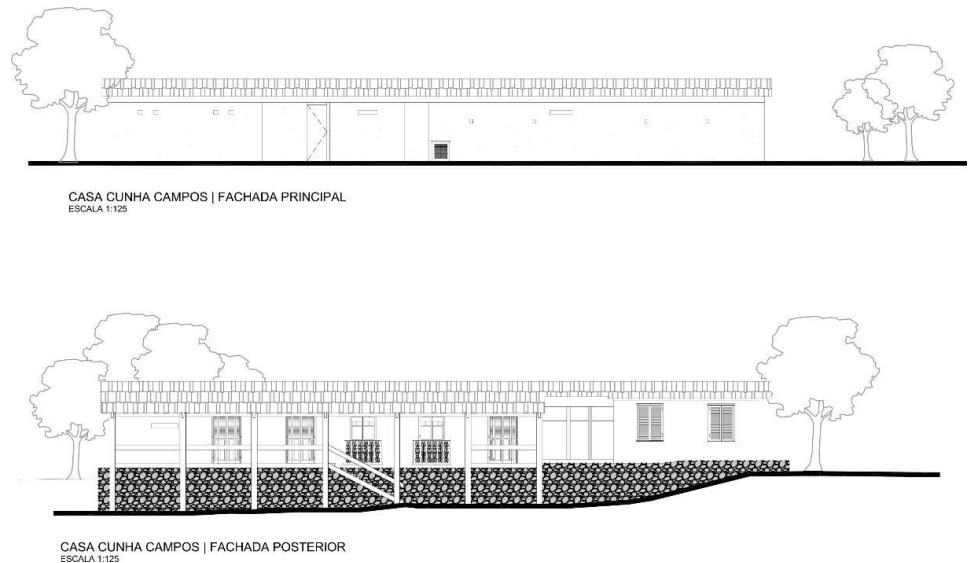 CASA CUNHA CAMPOS | FACHADA PRINCIPAL
ESCALA 1:125
CASA CUNHA CAMPOS | FACHADA POSTERIOR
ESCALA 1:125